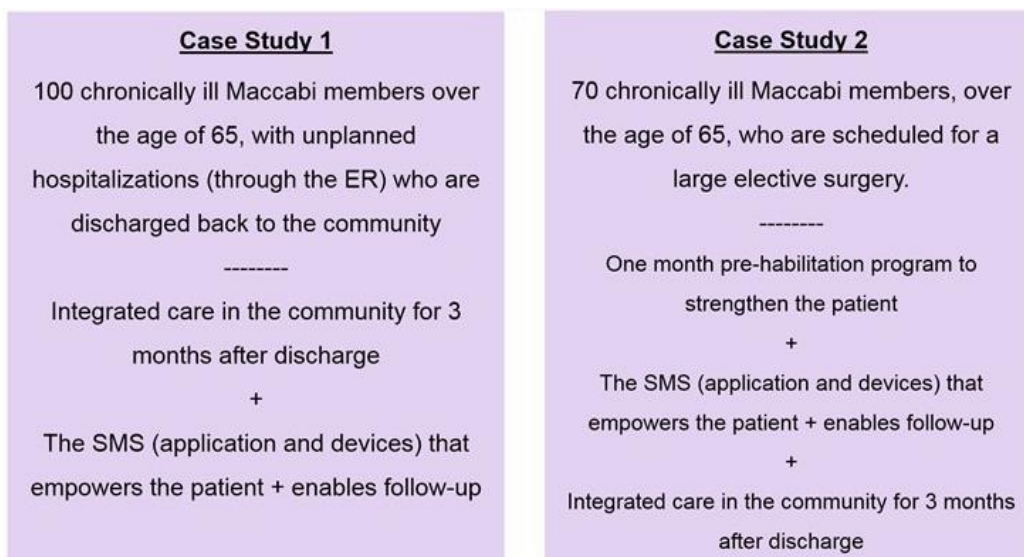 Case Study 1
100 chronically ill Maccabi members over
the age of 65, with unplanned
hospitalizations (through the ER) who are
discharged back to the community
--------
Integrated care in the community for 3
months after discharge
+
The SMS (application and devices) that
empowers the patient + enables follow-up
Case Study 2
70 chronically ill Maccabi members, over
the age of 65, who are scheduled for a
large elective surgery.
--------
One month pre-habilitation program to
strengthen the patient
+
The SMS (application and devices) that
empowers the patient + enables follow-up
+
Integrated care in the community for 3 months
after discharge